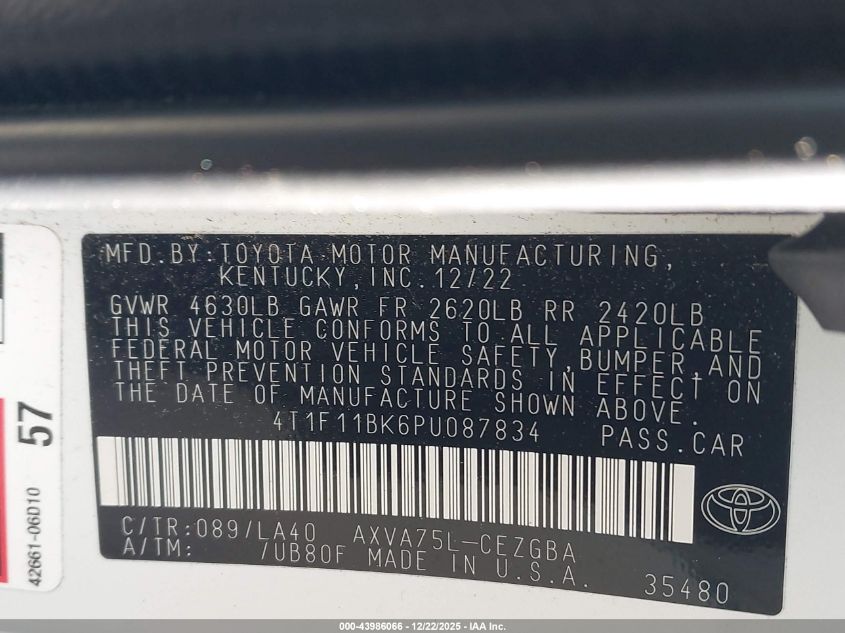 MFD.BY:TOYOTA MOTOR MANUFACTURING,
KENTUCKY,INC.12/22
GVWR 4630LB GAWR FR 2620LB RR 2420LB
THIS VEHICLE CONFORMS TO ALL APPLICABLE
FEDERAL MOTOR VEHICLE SAFETY,BUMPER,AND
THEFT PREVENTION STANDARDS IN EFFECT ON
THE DATE OF MANUFACTURE SHOWN ABOVE.
4T1F11BK6PU087834 PASS.CAR
C/TR:089/LA40 AXVA75L-CEZGBA
A/TM: /UB80F MADE IN U.S.A.
35480
57
42661-06D10
000-43986066 - 12/22/2025 - IAA Inc.